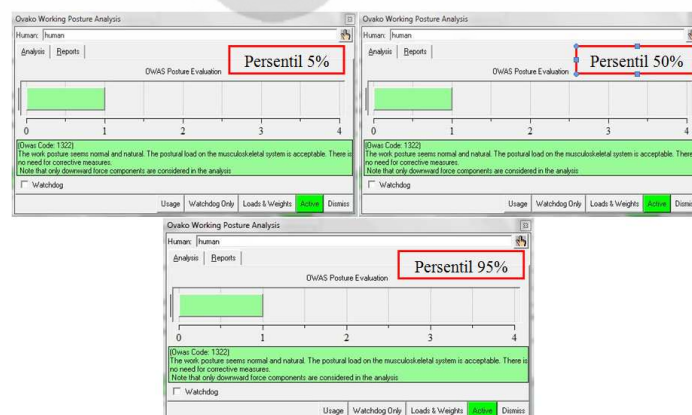 Ovako Working Posture Analysis
Human: human
Analysis Reports
Persentil 5%
OWAS Posture Evaluation
0 1 2 3 4
(Owas Code: 1322)
The work posture seems normal and natural. The postural load on the musculoskeletal system is acceptable. There is
no need for corrective measures.
Note that only downward force components are considered in the analysis
Watchdog
Usage Watchdog Only Loads & Weights Active Dismiss
Ovako Working Posture Analysis
Human: human
Analysis Reports
Persentil 50%
OWAS Posture Evaluation
0 1 2 3 4
(Owas Code: 1322)
The work posture seems normal and natural. The postural load on the musculoskeletal system is acceptable. There
no need for corrective measures.
Note that only downward force components are considered in the analysis
Watchdog
Usage Watchdog Only Loads & Weights Active Dismis
Ovako Working Posture Analysis
Human: human
Analysis Reports
Persentil 95%
OWAS Posture Evaluation
0 1 2 3 4
(Owas Code: 1322)
The work posture seems normal and natural. The postural load on the musculoskeletal system is acceptable. There is
no need for corrective measures.
Note that only downward force components are considered in the analysis
Watchdog
Usage Watchdog Only Loads & Weights Active Dismiss